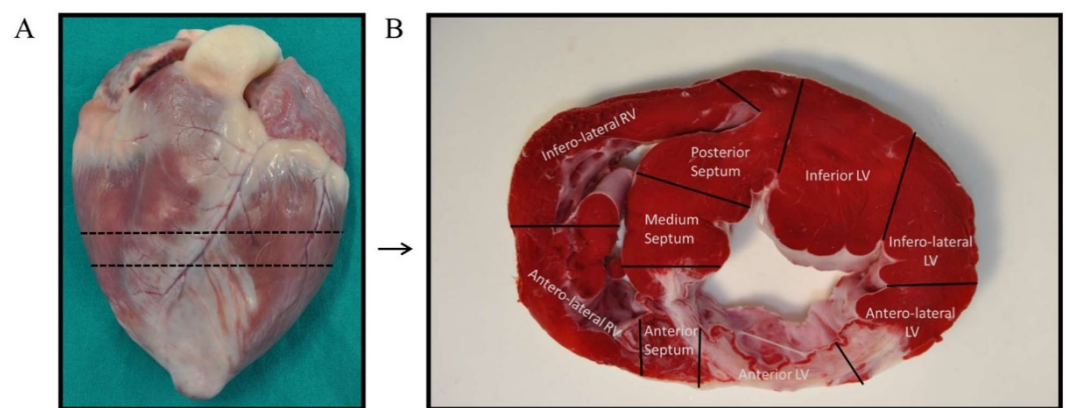 A
B
Infero-lateral RV
Posterior
Septum
Inferior LV
Medium
Septum
Infero-lateral
LV
Antero-lateral RV
Anterior
Septum
Antero-lateral
LV
Anterior LV